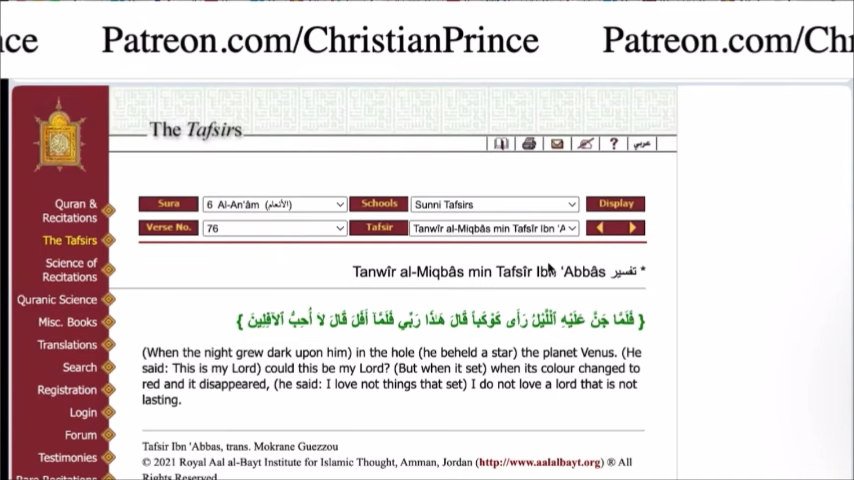 ce Patreon.com/ChristianPrince Patreon.com/Chr
The Tafsirs
عربي
?
Sura 6 Al-An'âm (الأنعام) Schools Sunni Tafsirs Display
Verse No. 76 Tafsir Tanwîr al-Miqbâs min Tafsîr Ibn 'A
Quran &
Recitations
The Tafsirs
Science of
Recitations
Quranic Science
Misc. Books
Translations
Search
Registration
Login
Forum
Testimonies
* تفسير Tanwîr al-Miqbâs min Tafsîr Ibn 'Abbâs
{ فَلَمَّا جَنَّ عَلَيْهِ ٱللَّيْلُ رَأَى كَوْكَباً قَالَ هَـٰذَا رَبِّي فَلَمَّآ أَفَلَ قَالَ لاۤ أُحِبُّ ٱلآفِلِينَ }
(When the night grew dark upon him) in the hole (he beheld a star) the planet Venus. (He
said: This is my Lord) could this be my Lord? (But when it set) when its colour changed to
red and it disappeared, (he said: I love not things that set) I do not love a lord that is not
lasting.
Tafsir Ibn 'Abbas, trans. Mokrane Guezzou
© 2021 Royal Aal al-Bayt Institute for Islamic Thought, Amman, Jordan (http://www.aalalbayt.org) ® All
Rights Reserved